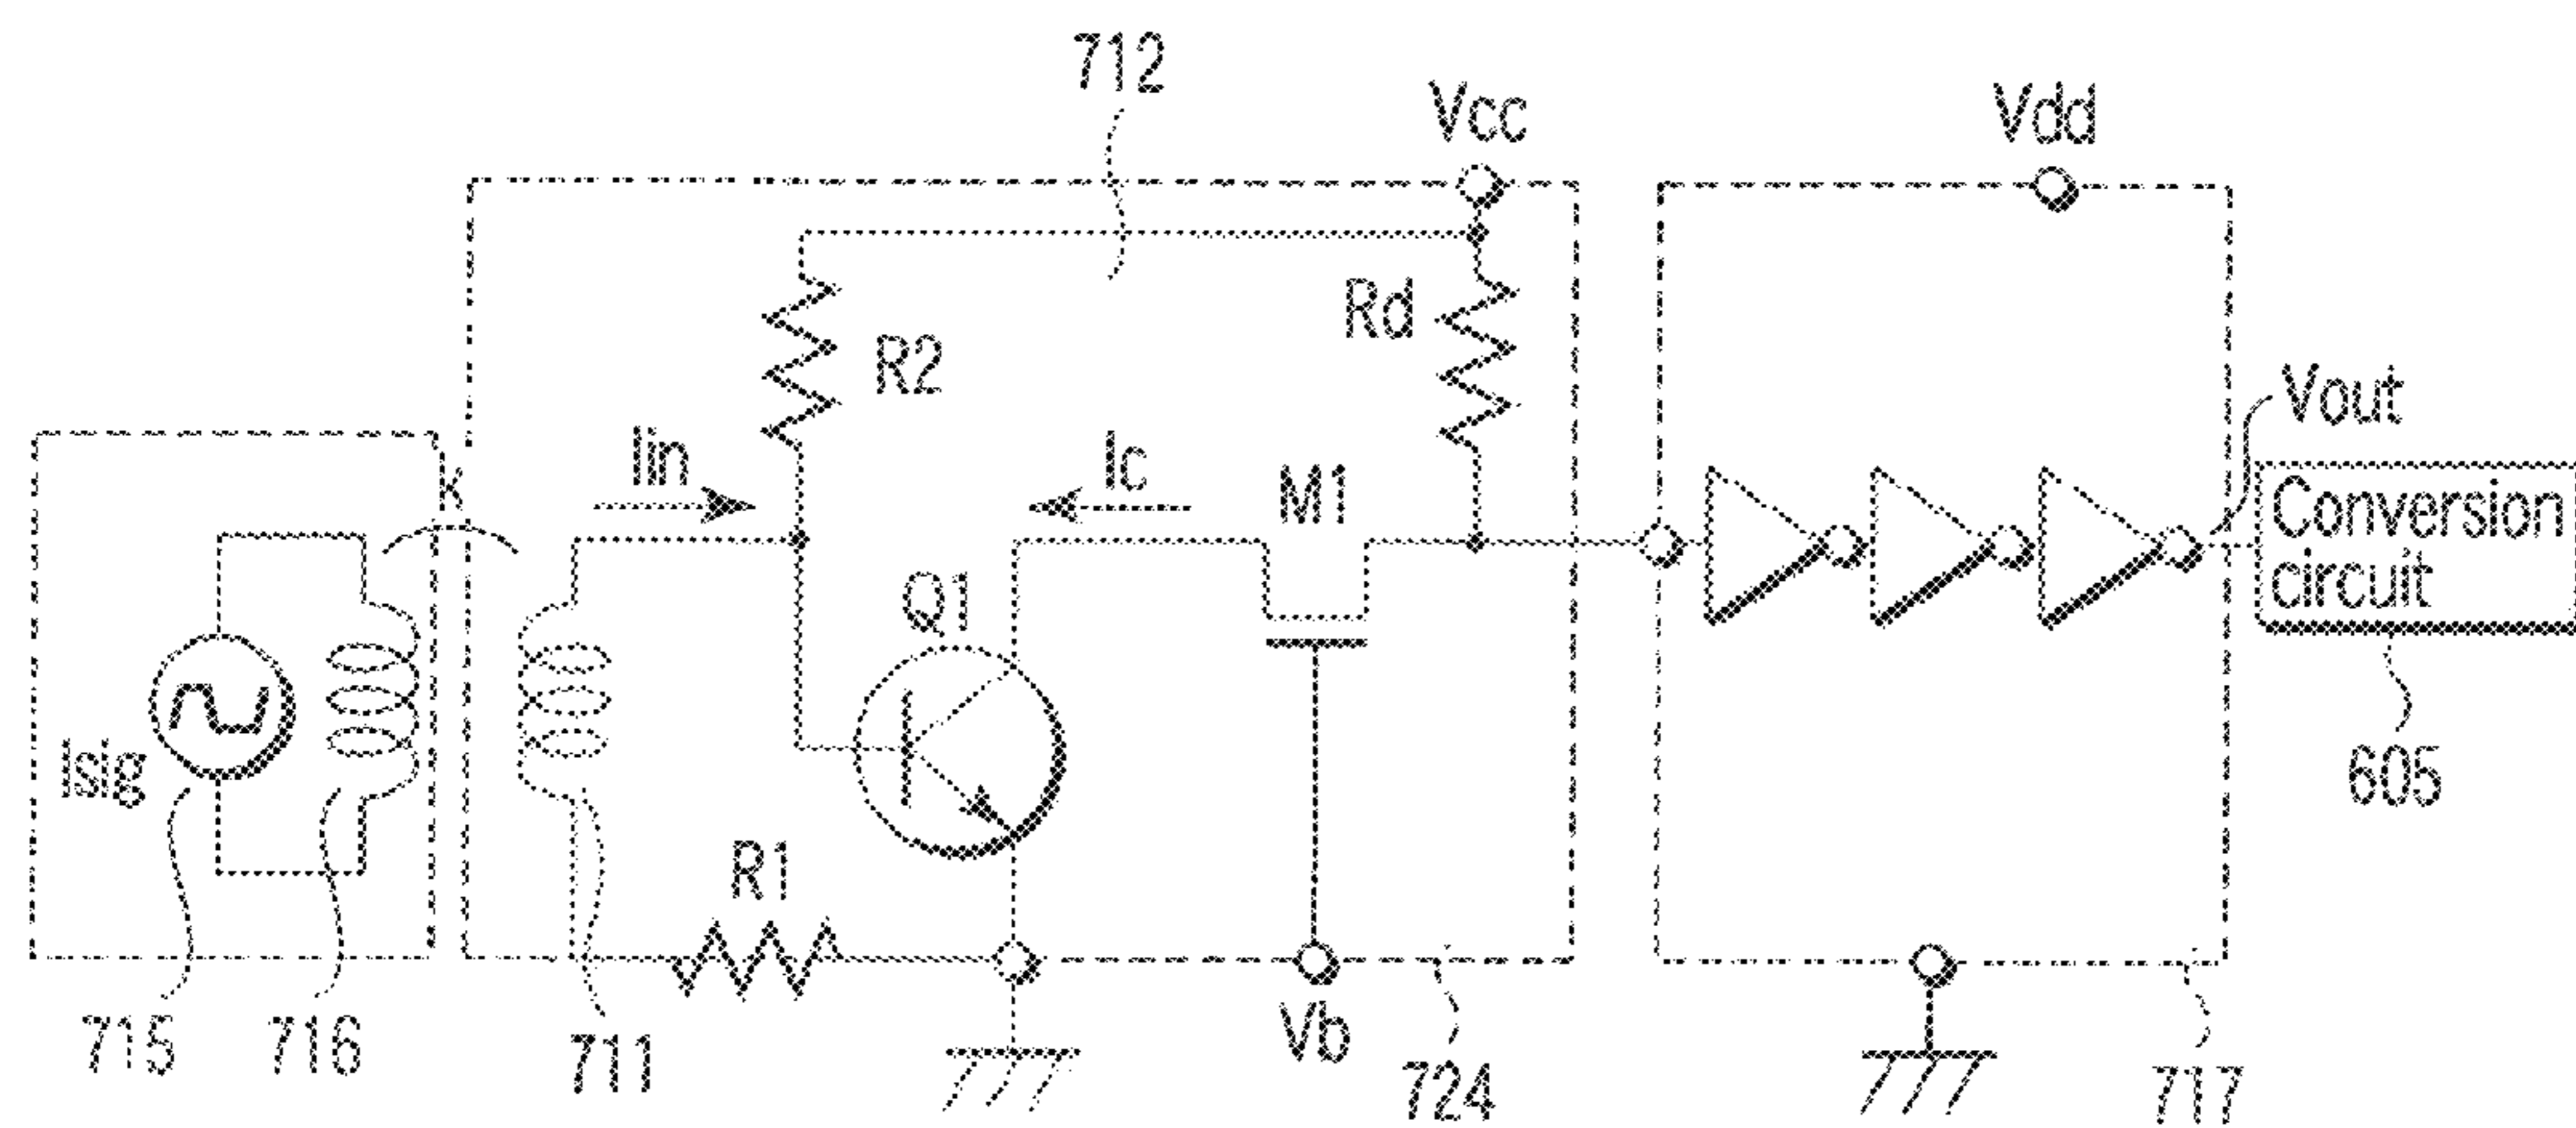 712
Vcc
Vdd
R2
Rd
Vout
K
Iin
Ic
M1
Conversion
circuit
Q1
Isig
605
R1
715
716
711
Vb
724
717